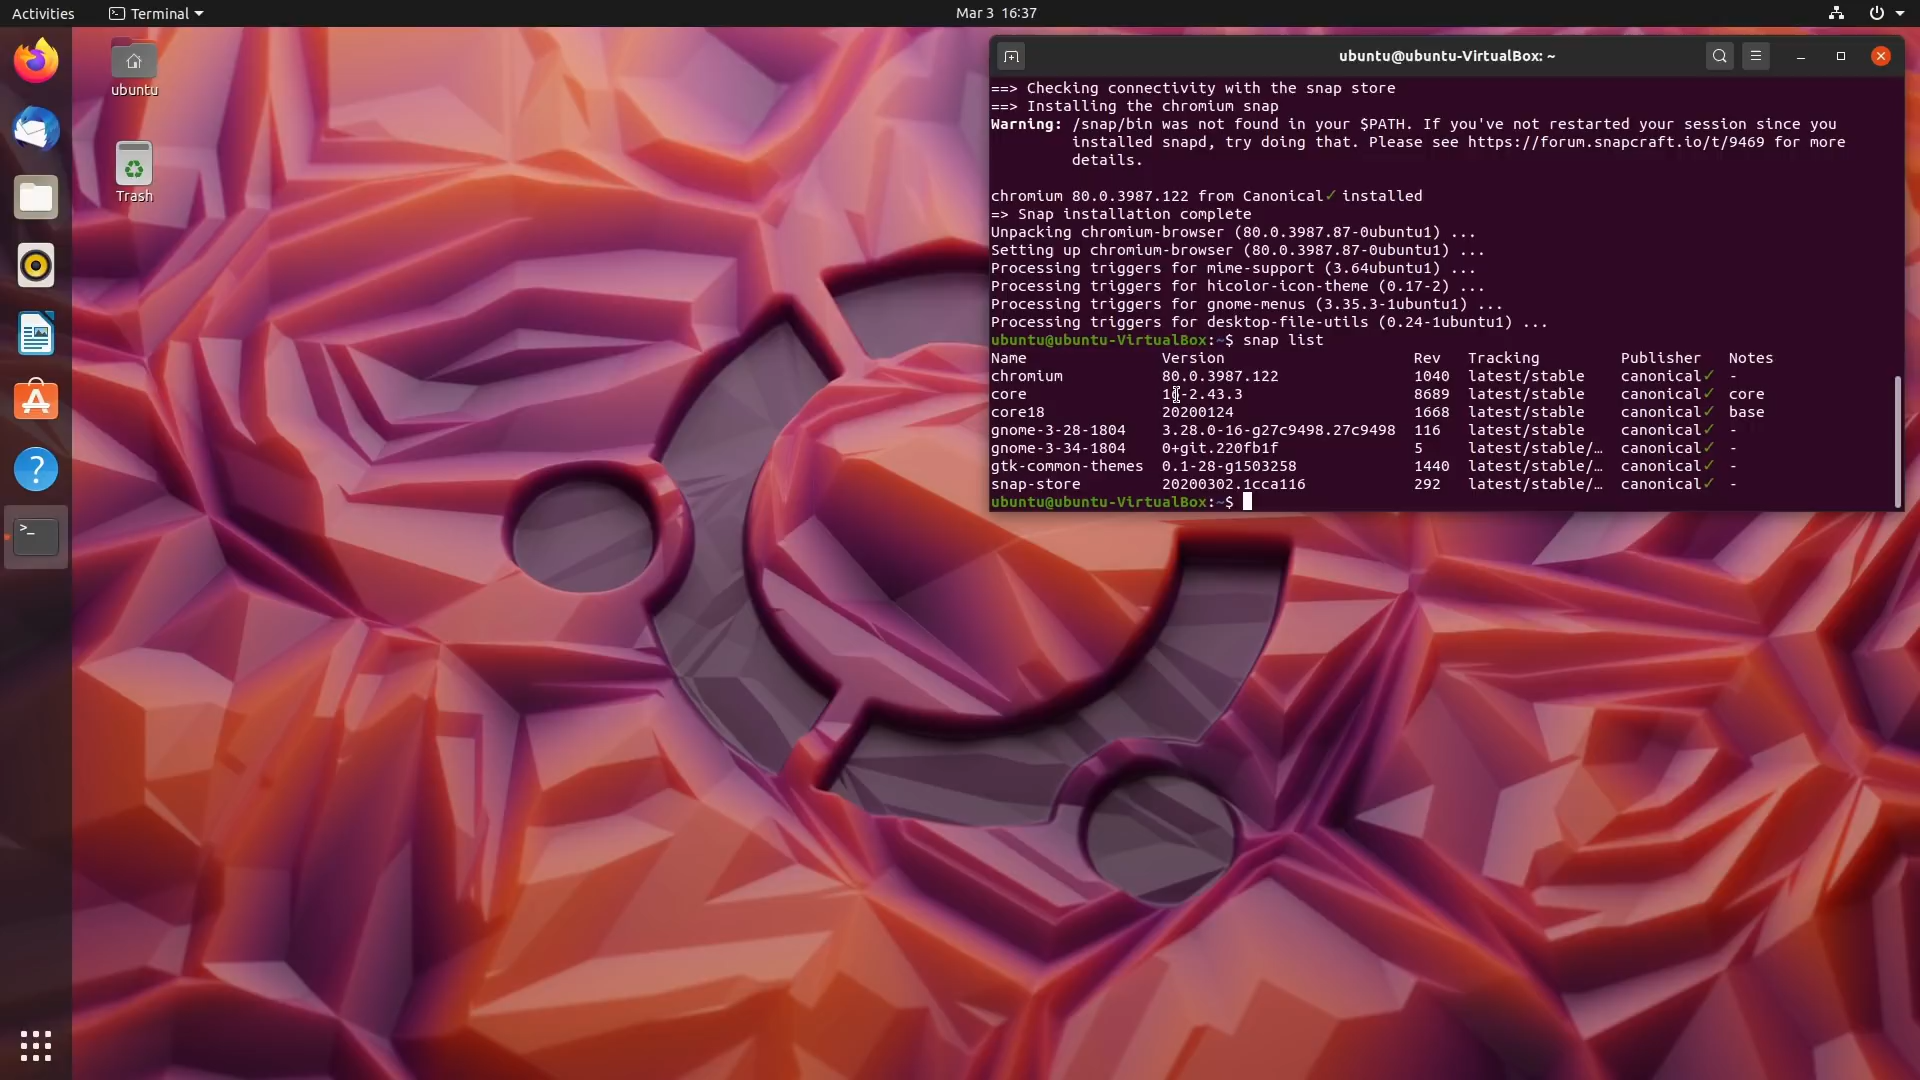 Activities
Terminal
Mar 3 16:37
ubuntu
Trash
ubuntu@ubuntu-VirtualBox: ~
==> Checking connectivity with the snap store
==> Installing the chromium snap
Warning: /snap/bin was not found in your $PATH. If you've not restarted your session since you
installed snapd, try doing that. Please see https://forum.snapcraft.io/t/9469 for more
details.
chromium 80.0.3987.122 from Canonical✓ installed
=> Snap installation complete
Unpacking chromium-browser (80.0.3987.87-0ubuntu1) ...
Setting up chromium-browser (80.0.3987.87-0ubuntu1) ...
Processing triggers for mime-support (3.64ubuntu1) ...
Processing triggers for hicolor-icon-theme (0.17-2) ...
Processing triggers for gnome-menus (3.35.3-1ubuntu1) ...
Processing triggers for desktop-file-utils (0.24-1ubuntu1) ...
ubuntu@ubuntu-VirtualBox:~$ snap list
Name Version Rev Tracking Publisher Notes
chromium 80.0.3987.122 1040 latest/stable canonical✓ -
core 16-2.43.3 8689 latest/stable canonical✓ core
core18 20200124 1668 latest/stable canonical✓ base
gnome-3-28-1804 3.28.0-16-g27c9498.27c9498 116 latest/stable canonical✓ -
gnome-3-34-1804 0+git.220fb1f 5 latest/stable/… canonical✓ -
gtk-common-themes 0.1-28-g1503258 1440 latest/stable/… canonical✓ -
snap-store 20200302.1cca116 292 latest/stable/… canonical✓ -
ubuntu@ubuntu-VirtualBox:~$